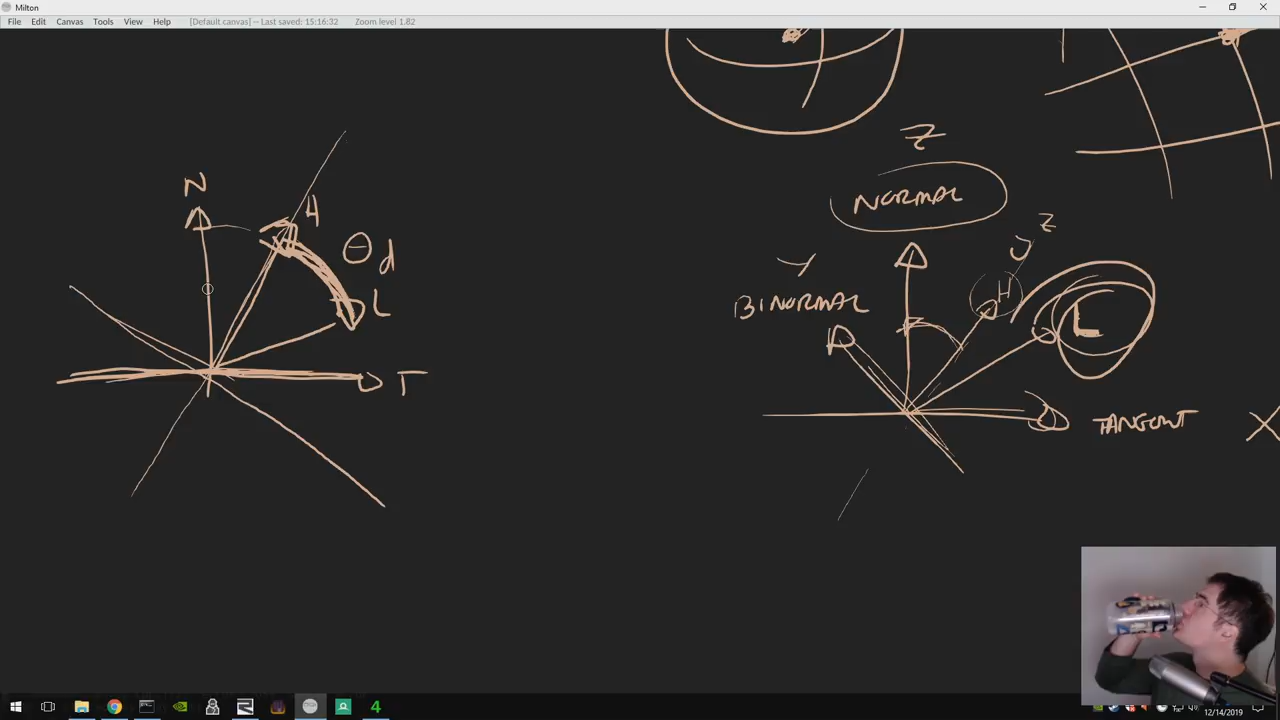 Milton
File Edit Canvas Tools View Help [Default canvas] -- Last saved: 15:16:32 Zoom level 1.82
N
H
θd
L
T
Z
NORMAL
Z
Y
BINORMAL
H
L
TANGENT
X
4
12/14/2019